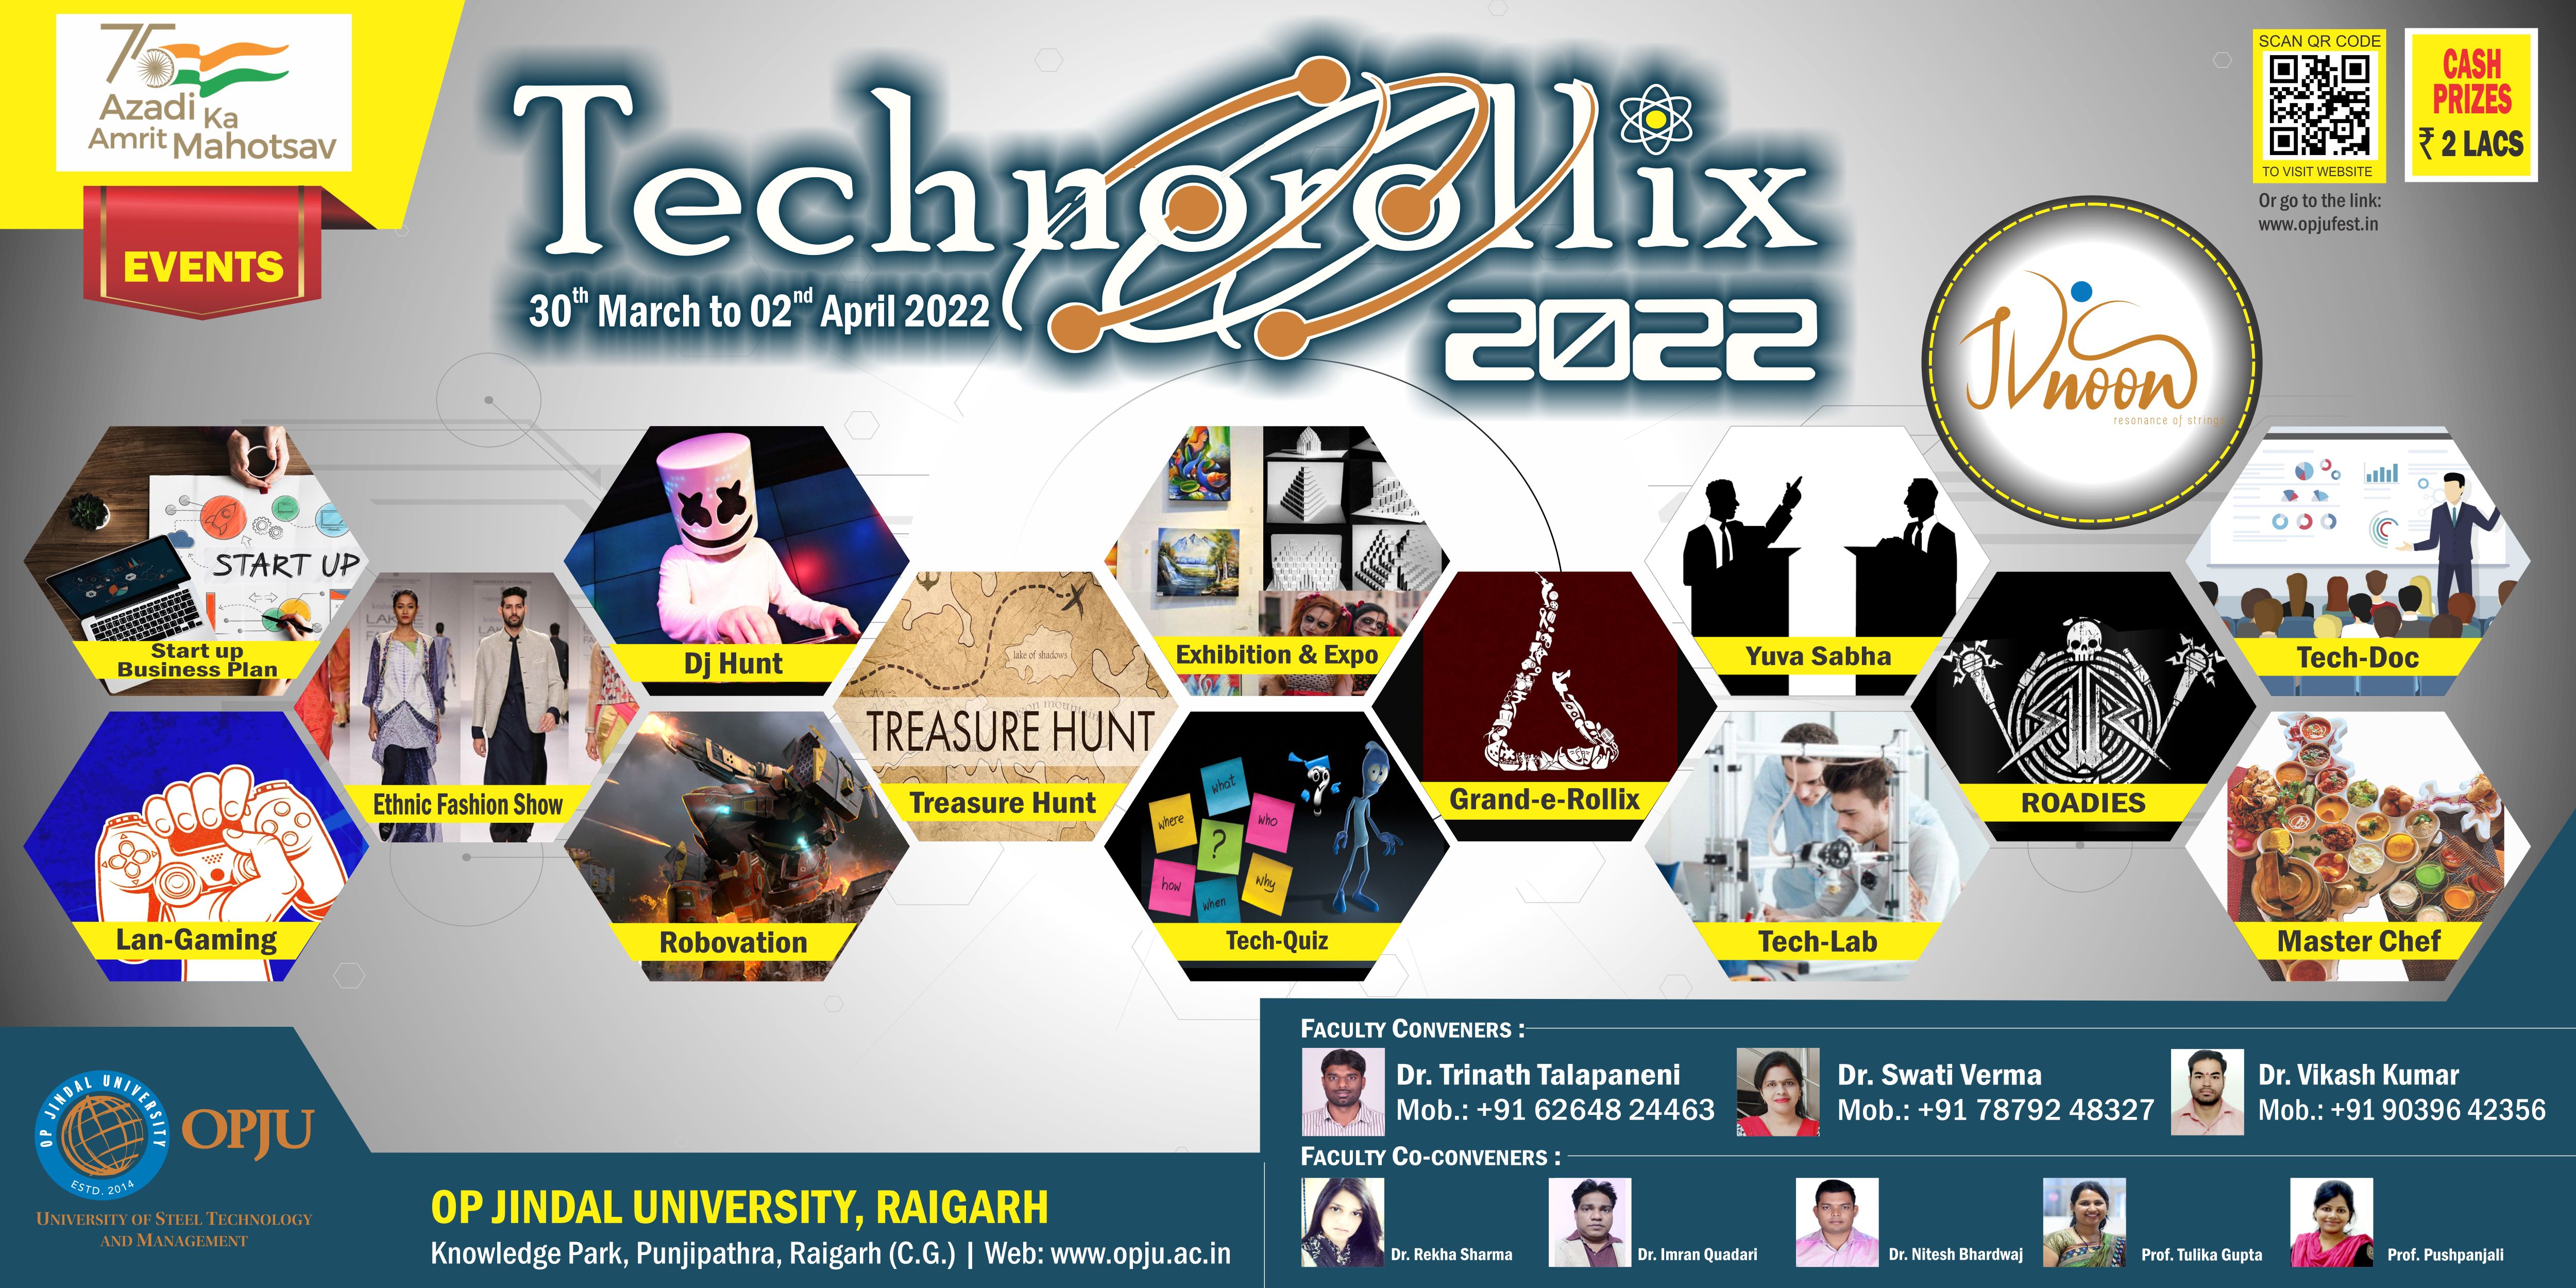 75
Azadi Ka
Amrit Mahotsav
EVENTS
Technorollix
2022
30th March to 02nd April 2022
SCAN QR CODE
TO VISIT WEBSITE
Or go to the link:
www.opjufest.in
CASH
PRIZES
₹ 2 LACS
JVnoon
resonance of strings
START UP
Start up
Business Plan
Ethnic Fashion Show
Dj Hunt
lake of shadows
TREASURE HUNT
Treasure Hunt
Exhibition & Expo
Grand-e-Rollix
Yuva Sabha
ROADIES
Tech-Doc
Lan-Gaming
Robovation
what
where
who
?
how
why
when
Tech-Quiz
Tech-Lab
Master Chef
OP JINDAL UNIVERSITY
ESTD. 2014
OPJU
UNIVERSITY OF STEEL TECHNOLOGY
AND MANAGEMENT
OP JINDAL UNIVERSITY, RAIGARH
Knowledge Park, Punjipathra, Raigarh (C.G.) | Web: www.opju.ac.in
FACULTY CONVENERS :
Dr. Trinath Talapaneni
Mob.: +91 62648 24463
Dr. Swati Verma
Mob.: +91 78792 48327
Dr. Vikash Kumar
Mob.: +91 90396 42356
FACULTY CO-CONVENERS :
Dr. Rekha Sharma
Dr. Imran Quadari
Dr. Nitesh Bhardwaj
Prof. Tulika Gupta
Prof. Pushpanjali